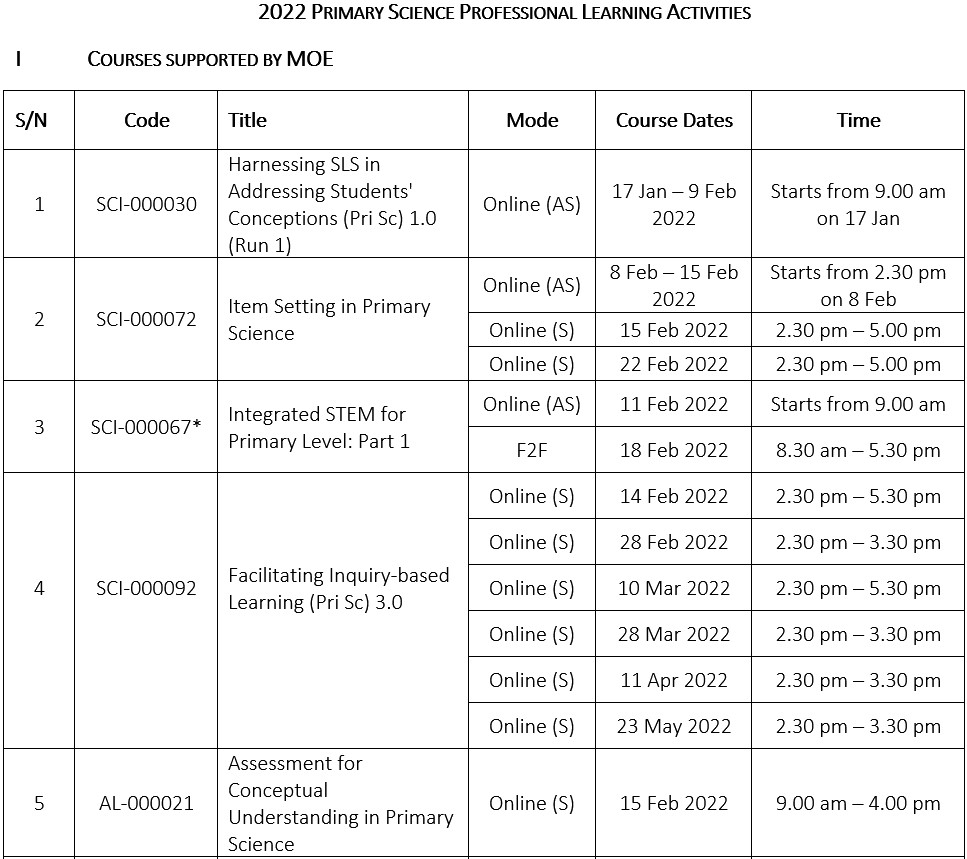 2022 PRIMARY SCIENCE PROFESSIONAL LEARNING ACTIVITIES
I COURSES SUPPORTED BY MOE
S/N Code Title Mode Course Dates Time
1 SCI-000030 Harnessing SLS in
Addressing Students'
Conceptions (Pri Sc) 1.0
(Run 1) Online (AS) 17 Jan – 9 Feb
2022 Starts from 9.00 am
on 17 Jan
2 SCI-000072 Item Setting in Primary
Science Online (AS) 8 Feb – 15 Feb
2022 Starts from 2.30 pm
on 8 Feb
Online (S) 15 Feb 2022 2.30 pm – 5.00 pm
Online (S) 22 Feb 2022 2.30 pm – 5.00 pm
3 SCI-000067* Integrated STEM for
Primary Level: Part 1 Online (AS) 11 Feb 2022 Starts from 9.00 am
F2F 18 Feb 2022 8.30 am – 5.30 pm
4 SCI-000092 Facilitating Inquiry-based
Learning (Pri Sc) 3.0 Online (S) 14 Feb 2022 2.30 pm – 5.30 pm
Online (S) 28 Feb 2022 2.30 pm – 3.30 pm
Online (S) 10 Mar 2022 2.30 pm – 5.30 pm
Online (S) 28 Mar 2022 2.30 pm – 3.30 pm
Online (S) 11 Apr 2022 2.30 pm – 3.30 pm
Online (S) 23 May 2022 2.30 pm – 3.30 pm
5 AL-000021 Assessment for
Conceptual
Understanding in Primary
Science Online (S) 15 Feb 2022 9.00 am – 4.00 pm